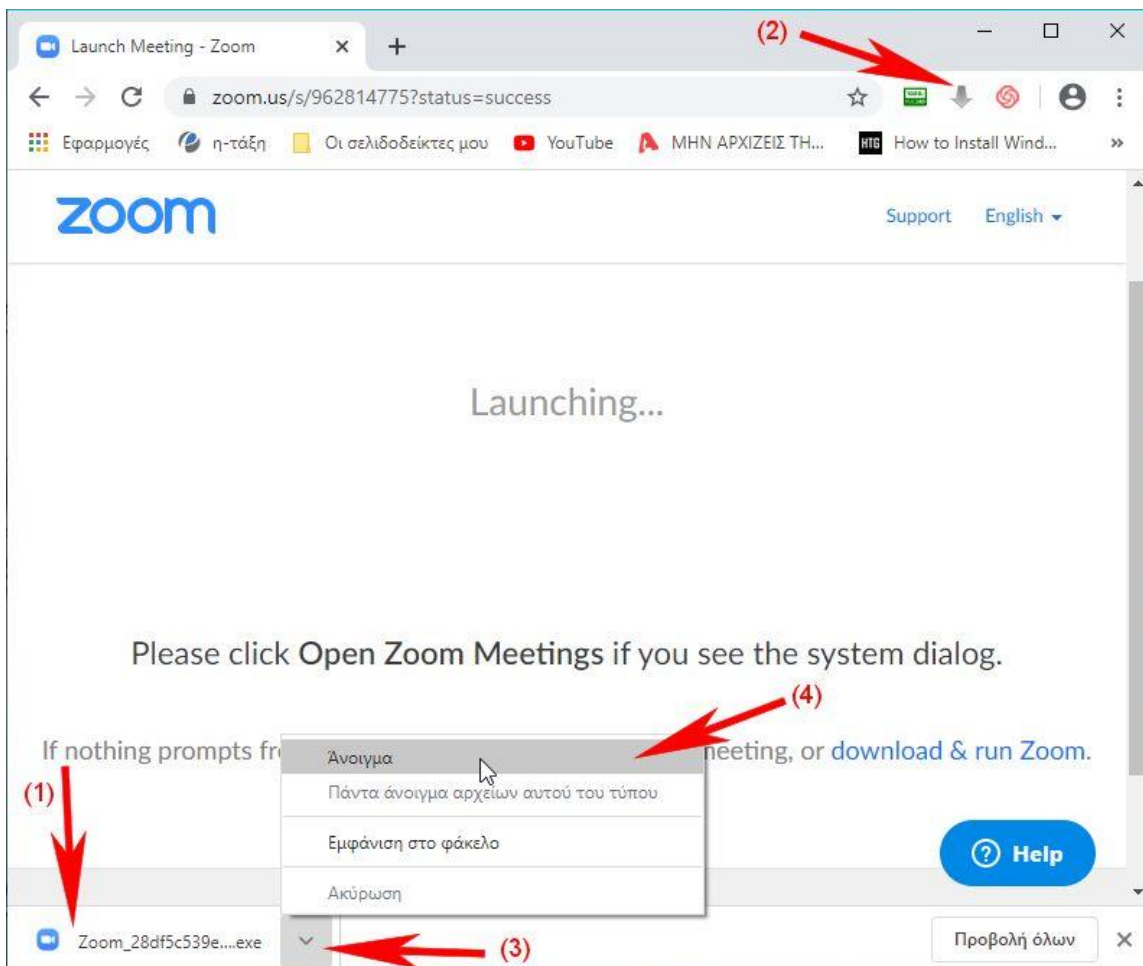 Launch Meeting - Zoom
(2)
zoom.us/s/962814775?status=success
Εφαρμογές η-τάξη Οι σελιδοδείκτες μου YouTube ΜΗΝ ΑΡΧΙΖΕΙΣ ΤΗ... HTG How to Install Wind... »
zoom Support English
Launching...
Please click Open Zoom Meetings if you see the system dialog.
(4)
If nothing prompts fr neeting, or download & run Zoom.
Άνοιγμα
Πάντα άνοιγμα αρχείων αυτού του τύπου
(1)
Εμφάνιση στο φάκελο
Ακύρωση
Help
Zoom_28df5c539e....exe
(3)
Προβολή όλων